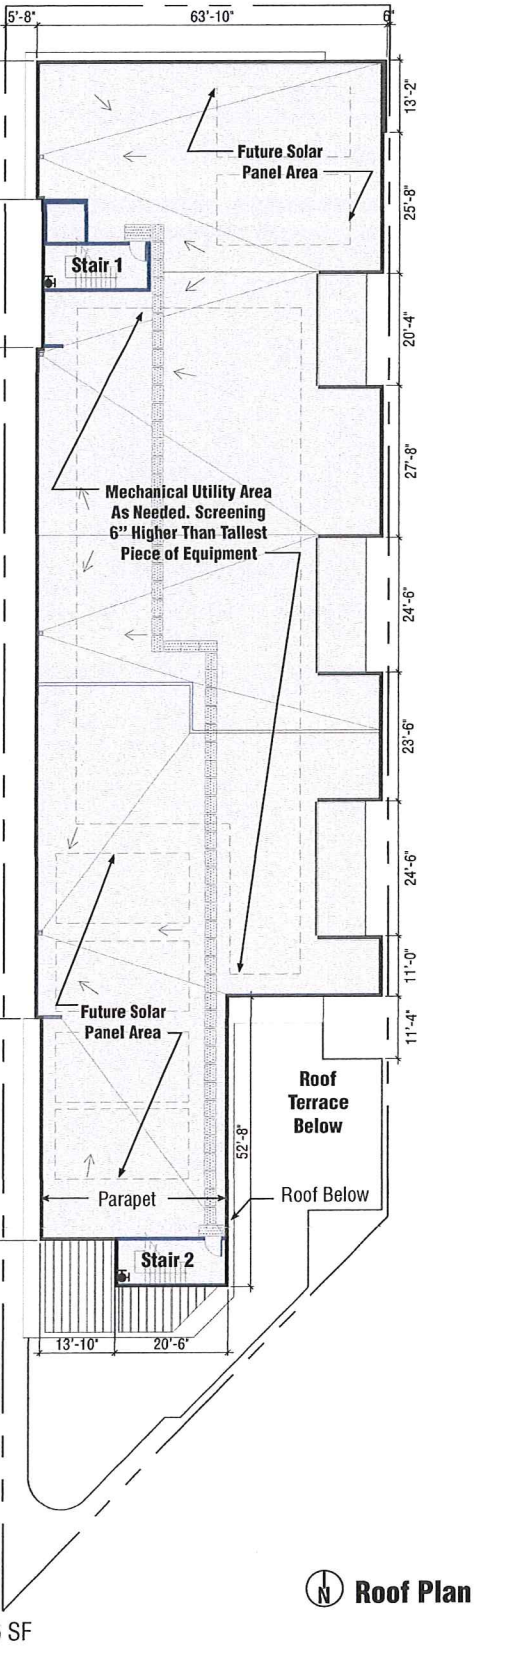 5'-8"
63'-10"
6"
13'-2"
Future Solar
Panel Area
25'-8"
Stair 1
20'-4"
27'-8"
Mechanical Utility Area
As Needed. Screening
6” Higher Than Tallest
Piece of Equipment
24'-6"
23'-6"
24'-6"
11'-0"
Future Solar
Panel Area
11'-4"
Roof
Terrace
Below
52'-8"
Parapet
Roof Below
Stair 2
13'-10"
20'-6"
N
Roof Plan
SF